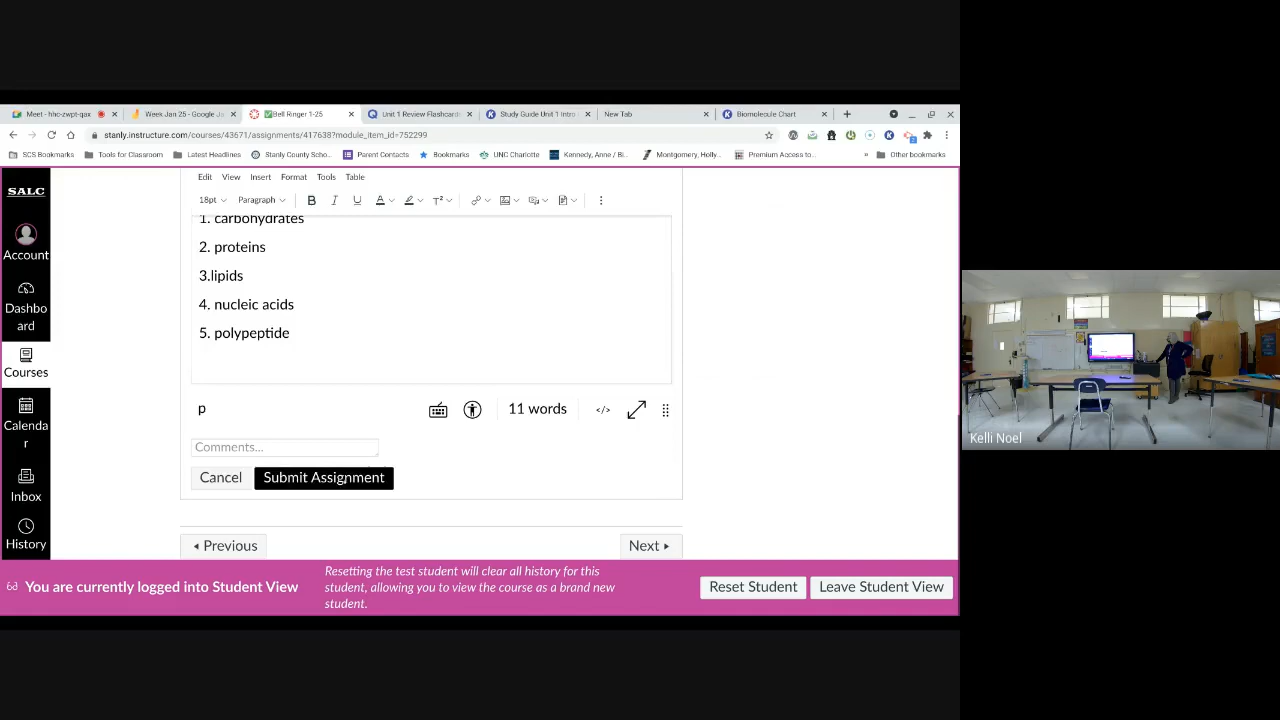 Meet - hhc-zwpt-qax
Week Jan 25 - Google Ja
Bell Ringer 1-25
Unit 1 Review Flashcards
Study Guide Unit 1 Intro
New Tab
Biomolecule Chart
stanly.instructure.com/courses/43671/assignments/417638?module_item_id=752299
SCS Bookmarks
Tools for Classroom
Latest Headlines
Stanly County Scho...
Parent Contacts
Bookmarks
UNC Charlotte
Kennedy, Anne / Bi...
Montgomery, Holly...
Premium Access to...
Other bookmarks
SALC
Account
Dashbo
ard
Courses
Calenda
r
Inbox
History
Edit View Insert Format Tools Table
18pt Paragraph B I U A T²
1. carbohydrates
2. proteins
3.lipids
4. nucleic acids
5. polypeptide
p
11 words
</>
Comments...
Cancel Submit Assignment
Previous Next
You are currently logged into Student View
Resetting the test student will clear all history for this
student, allowing you to view the course as a brand new
student.
Reset Student Leave Student View
Kelli Noel